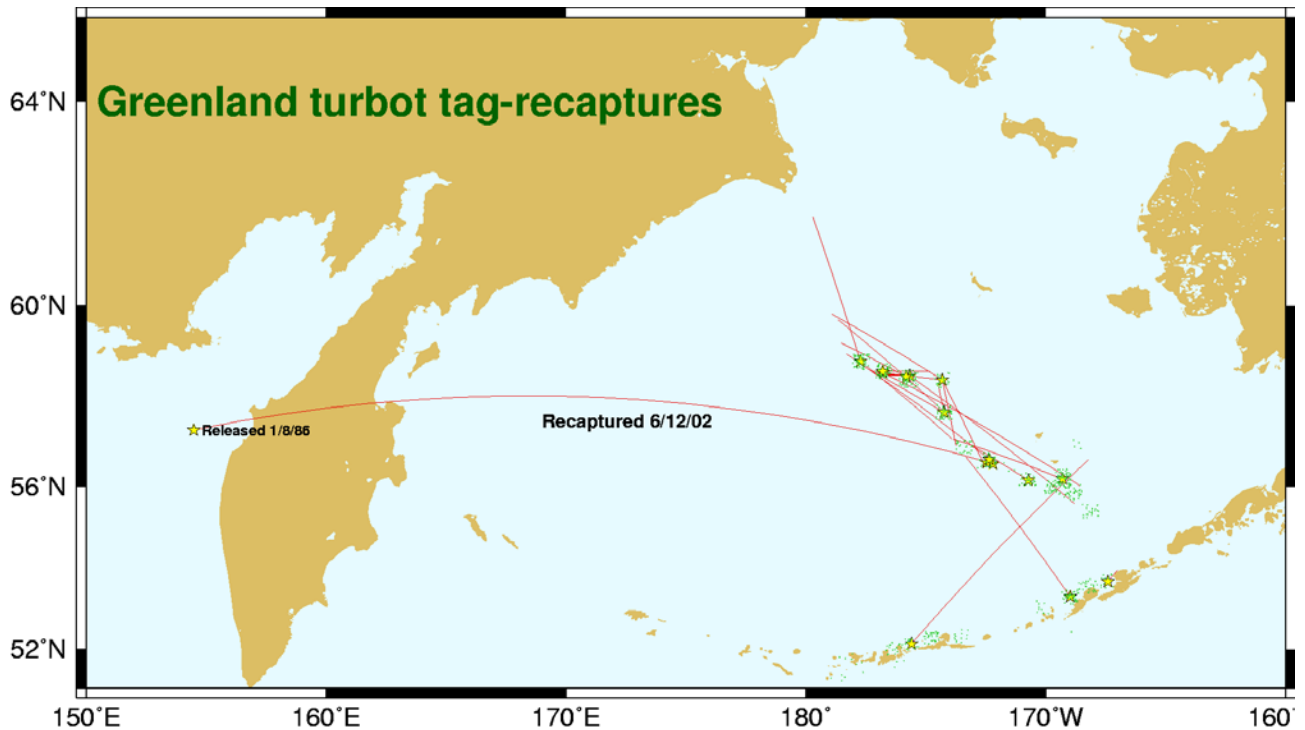 64˚N
Greenland turbot tag-recaptures
60˚N
Released 1/8/86
Recaptured 6/12/02
56˚N
52˚N
150˚E
160˚E
170˚E
180˚
170˚W
160˚